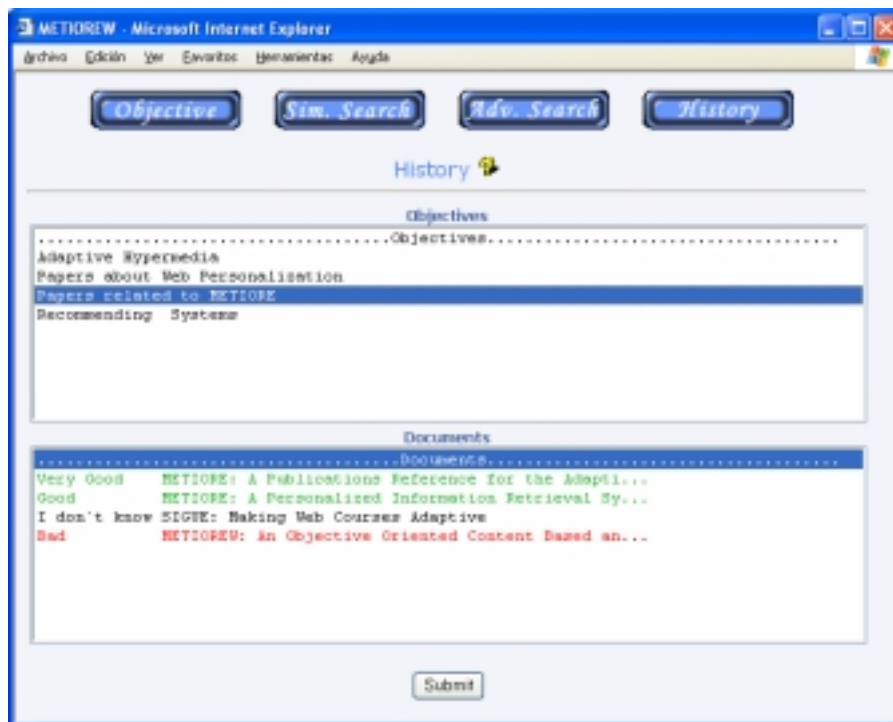 METIOREW - Microsoft Internet Explorer
Archivo Edición Ver Favoritos Herramientas Ayuda
Objective Sim. Search Adv. Search History
History
Objectives
....................................Objectives....................................
Adaptive Hypermedia
Papers about Web Personalization
Papers related to METIORE
Recommending Systems
Documents
.....................................Documents....................................
Very Good METIORE: A Publications Reference for the Adapti...
Good METIORE: A Personalized Information Retrieval Sy...
I don't know SIGUE: Making Web Courses Adaptive
Bad METIOREW: An Objective Oriented Content Based an...
Submit